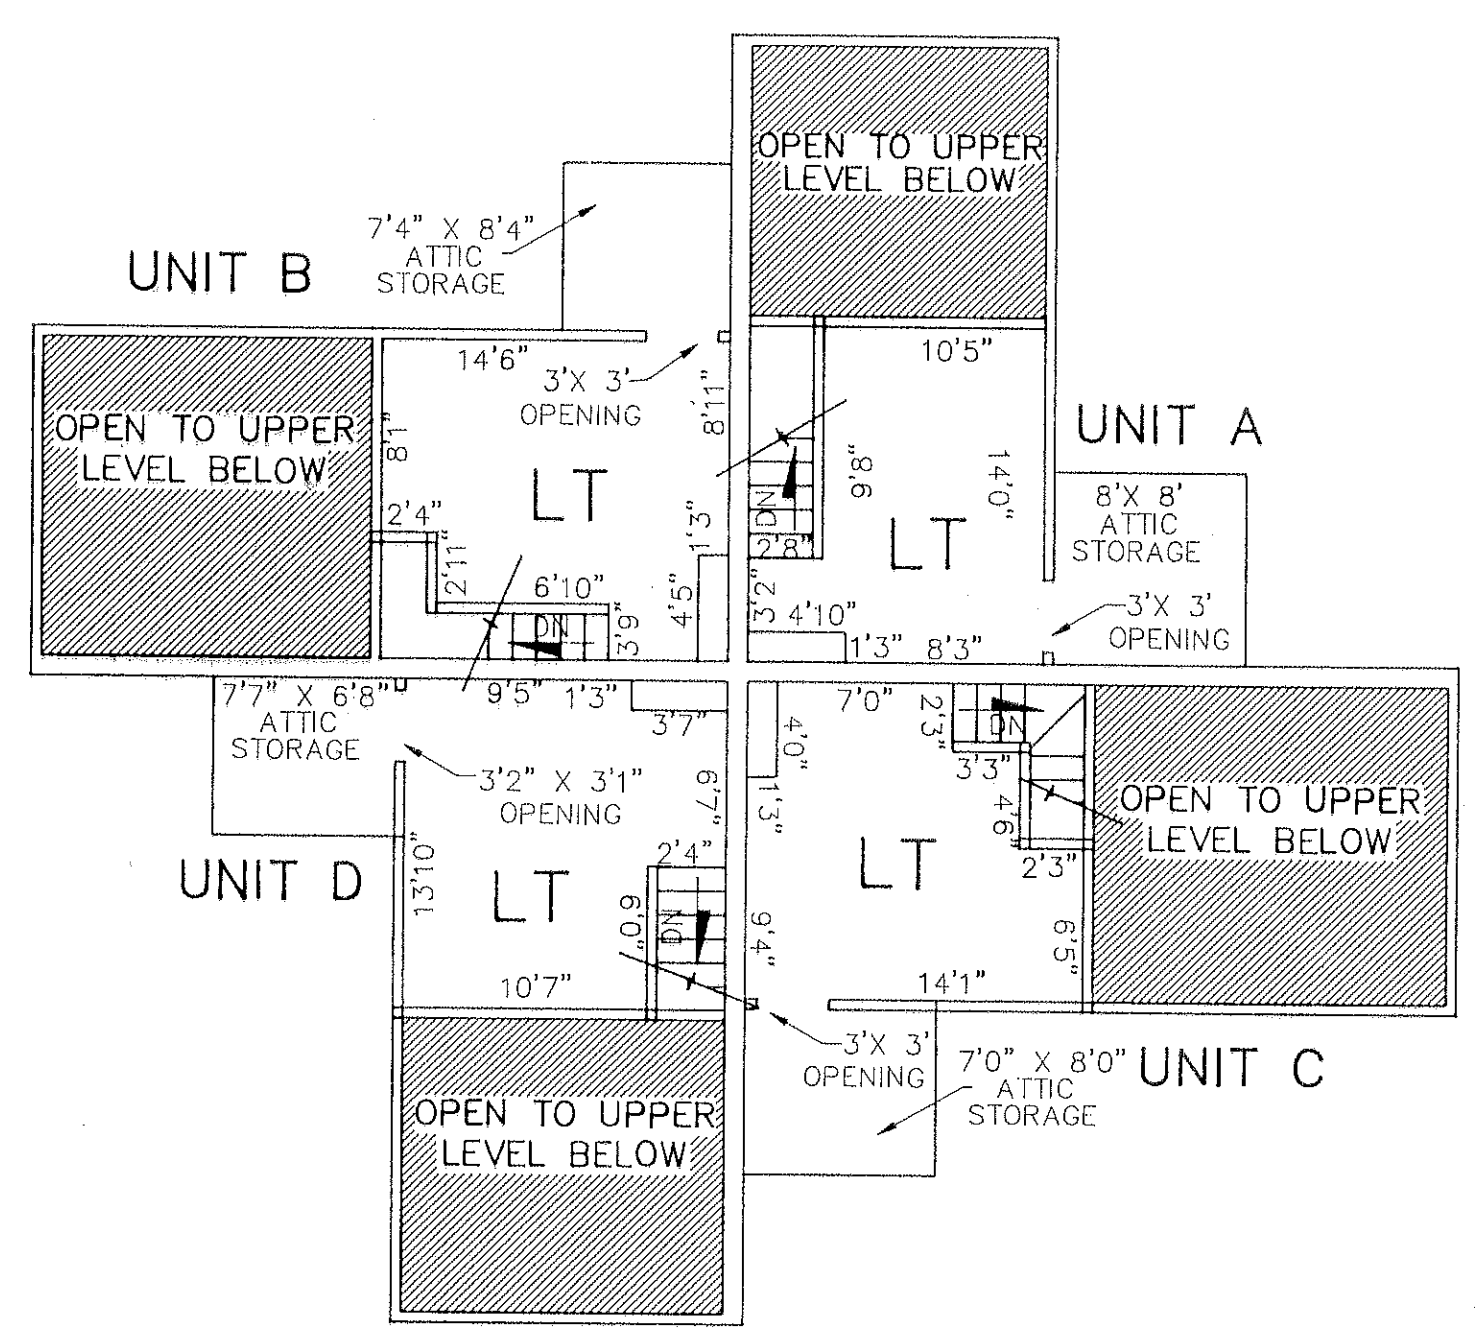 OPEN TO UPPER
LEVEL BELOW
7'4" X 8'4"
ATTIC
STORAGE
UNIT B
14'6"
3'X 3'
OPENING
8'11"
8'1"
OPEN TO UPPER
LEVEL BELOW
LT
2'4"
2'11"
6'10"
DN
3'9"
4'5"
1'3"
10'5"
UNIT A
9'8"
14'0"
DN
2'8"
LT
8'X 8'
ATTIC
STORAGE
3'2"
4'10"
1'3"
8'3"
3'X 3'
OPENING
7'7" X 6'8"
ATTIC
STORAGE
9'5"
1'3"
3'7"
3'2" X 3'1"
OPENING
6'7"
UNIT D
13'10"
LT
2'4"
6'0"
DN
10'7"
OPEN TO UPPER
LEVEL BELOW
7'0"
2'3"
DN
4'0"
3'3"
1'3"
4'6"
2'3"
OPEN TO UPPER
LEVEL BELOW
LT
9'4"
6'5"
14'1"
3'X 3'
OPENING
7'0" X 8'0"
ATTIC
STORAGE
UNIT C